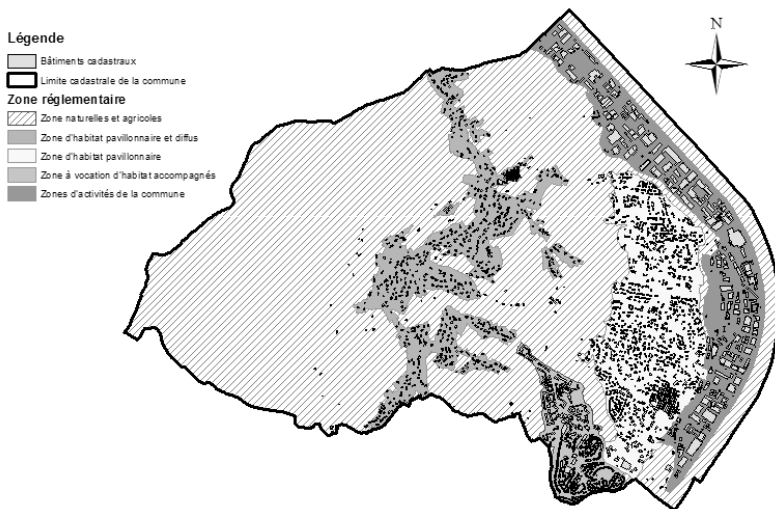 Légende
Bâtiments cadastraux
Limite cadastrale de la commune
Zone réglementaire
Zone naturelles et agricoles
Zone d'habitat pavillonnaire et diffus
Zone d'habitat pavillonnaire
Zone à vocation d'habitat accompagnés
Zones d'activités de la commune
N